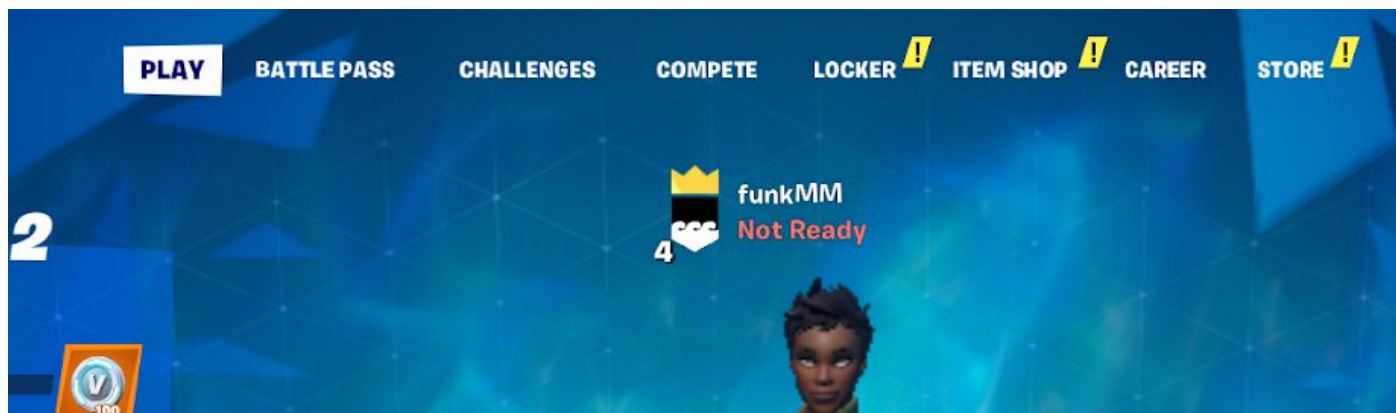 PLAY BATTLE PASS CHALLENGES COMPETE LOCKER ! ITEM SHOP ! CAREER STORE !
funkMM
Not Ready
4
2
V
100